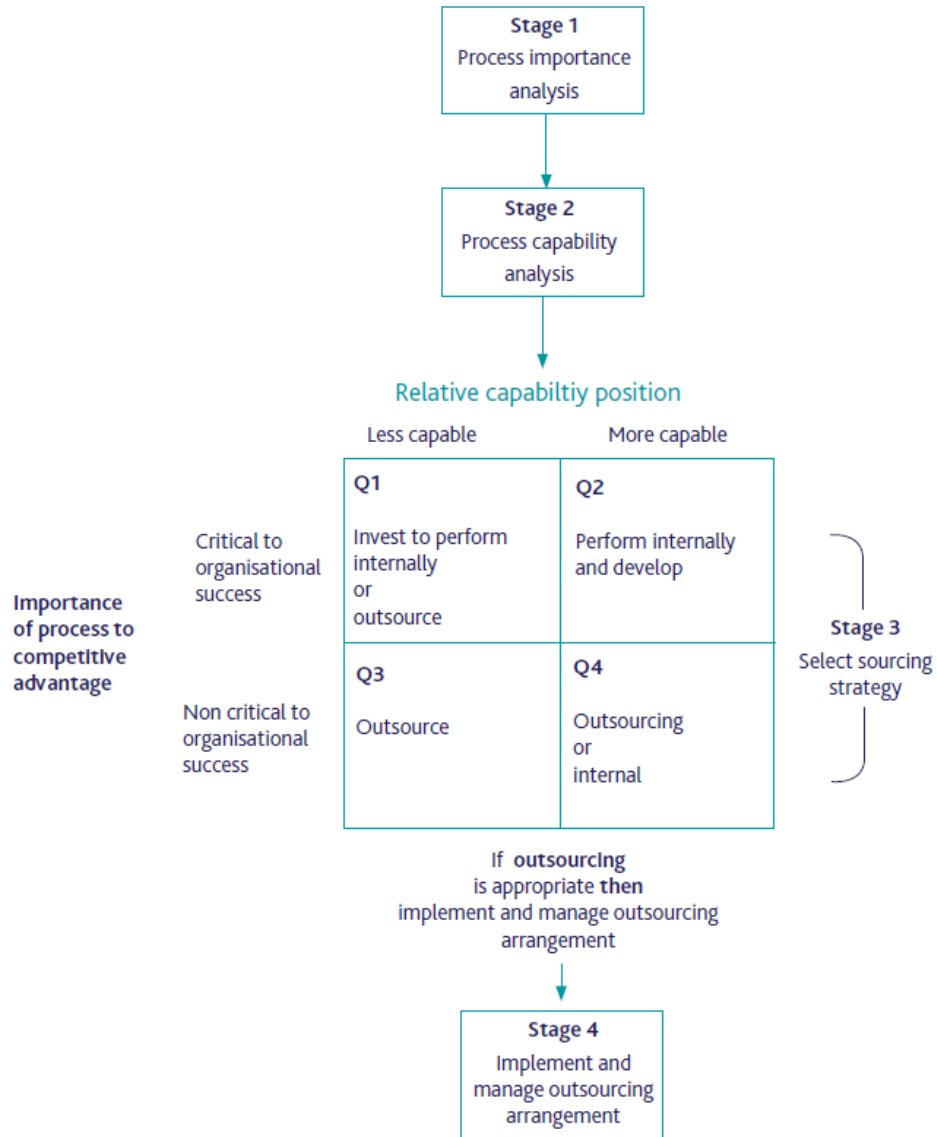 Stage 1
Process importance
analysis
Stage 2
Process capability
analysis
Relative capabiltiy position
Less capable
More capable
Importance
of process to
competitive
advantage
Critical to
organisational
success
Q1
Invest to perform
internally
or
outsource
Q2
Perform internally
and develop
Non critical to
organisational
success
Q3
Outsource
Q4
Outsourcing
or
internal
Stage 3
Select sourcing
strategy
If outsourcing
is appropriate then
implement and manage outsourcing
arrangement
Stage 4
Implement and
manage outsourcing
arrangement